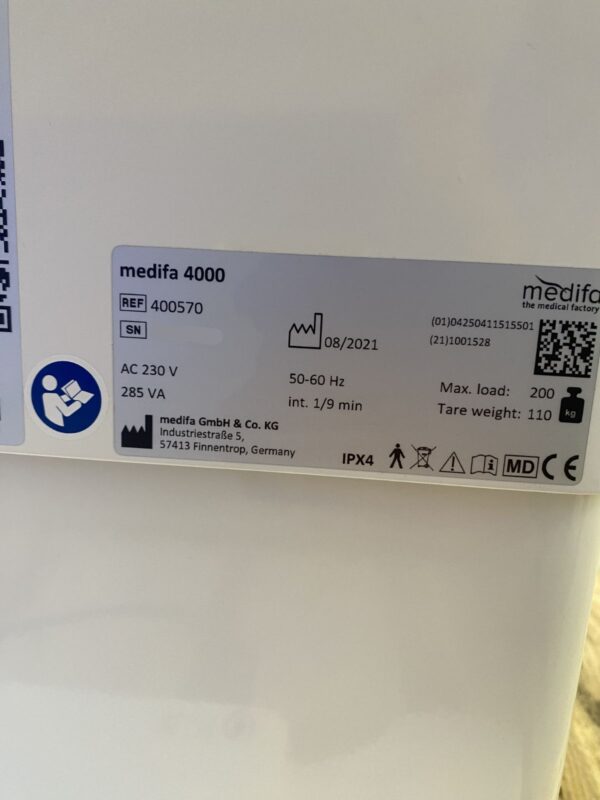 medifa 4000
REF 400570
SN
AC 230 V
285 VA
08/2021
50-60 Hz
int. 1/9 min
medifa
the medical factory
(01)04250411515501
(21)1001528
Max. load: 200
Tare weight: 110
kg
medifa GmbH & Co. KG
Industriestraße 5,
57413 Finnentrop, Germany
IPX4 MD CE